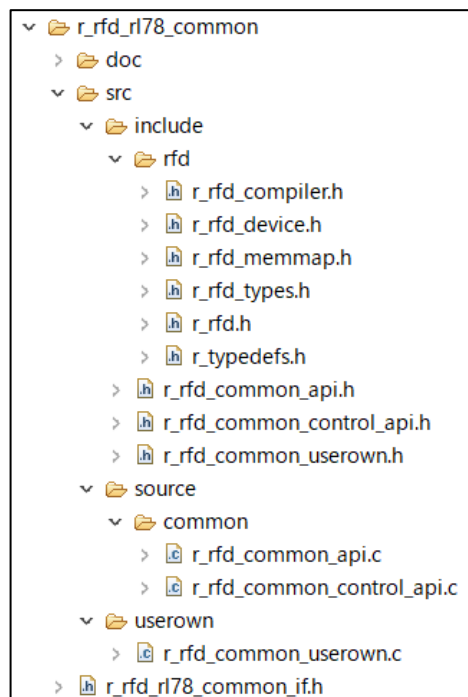 r_rfd_rl78_common
doc
src
include
rfd
.h r_rfd_compiler.h
.h r_rfd_device.h
.h r_rfd_memmap.h
.h r_rfd_types.h
.h r_rfd.h
.h r_typedefs.h
.h r_rfd_common_api.h
.h r_rfd_common_control_api.h
.h r_rfd_common_userown.h
source
common
.c r_rfd_common_api.c
.c r_rfd_common_control_api.c
userown
.c r_rfd_common_userown.c
.h r_rfd_rl78_common_if.h